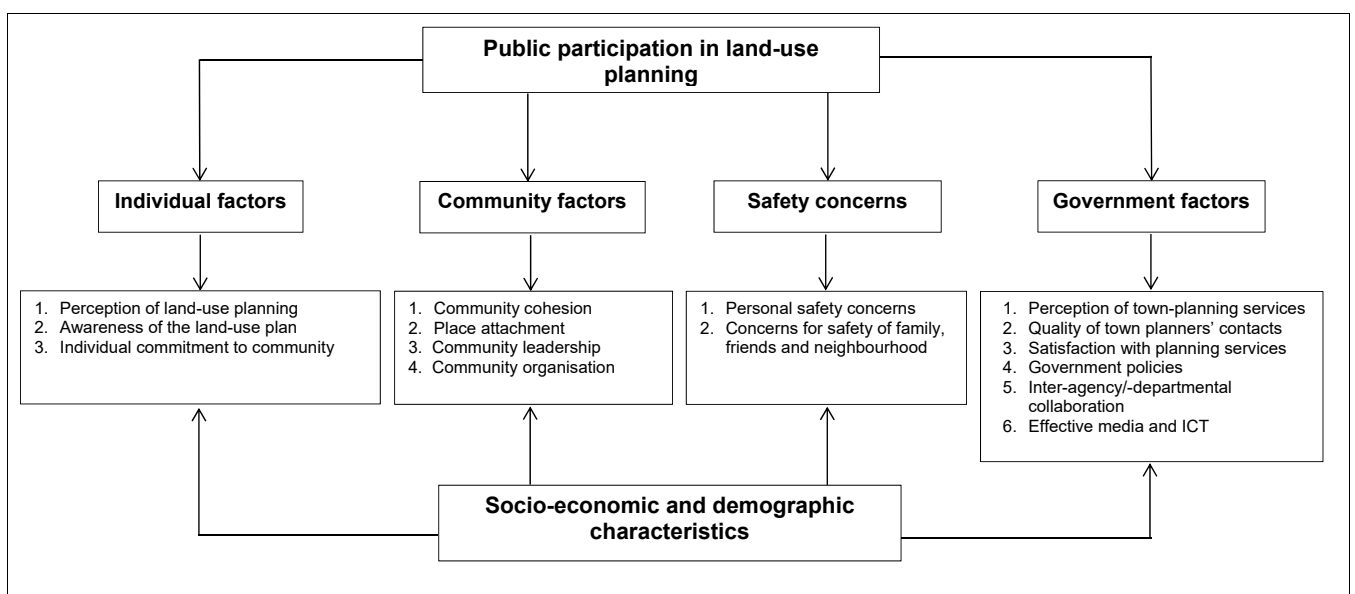 Public participation in land-use
planning
Individual factors
Community factors
Safety concerns
Government factors
1. Perception of land-use planning
2. Awareness of the land-use plan
3. Individual commitment to community
1. Community cohesion
2. Place attachment
3. Community leadership
4. Community organisation
1. Personal safety concerns
2. Concerns for safety of family,
friends and neighbourhood
1. Perception of town-planning services
2. Quality of town planners' contacts
3. Satisfaction with planning services
4. Government policies
5. Inter-agency/-departmental
collaboration
6. Effective media and ICT
Socio-economic and demographic
characteristics